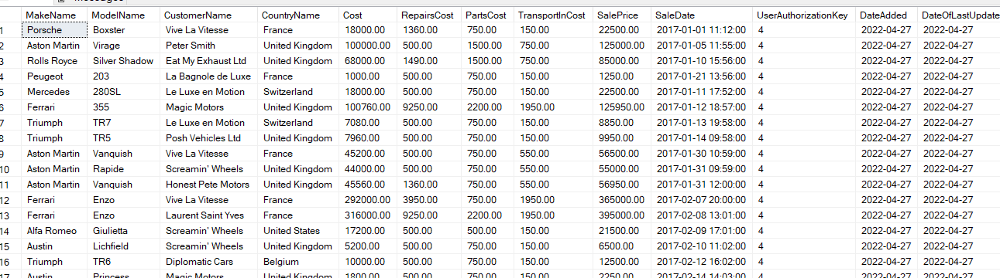 Messages
MakeName ModelName CustomerName CountryName Cost RepairsCost PartsCost TransportInCost SalePrice SaleDate UserAuthorizationKey DateAdded DateOfLastUpdate
1 Porsche Boxster Vive La Vitesse France 18000.00 1360.00 750.00 150.00 22500.00 2017-01-01 11:12:00 4 2022-04-27 2022-04-27
2 Aston Martin Virage Peter Smith United Kingdom 100000.00 500.00 1500.00 750.00 125000.00 2017-01-05 11:55:00 4 2022-04-27 2022-04-27
3 Rolls Royce Silver Shadow Eat My Exhaust Ltd United Kingdom 68000.00 1490.00 1500.00 750.00 85000.00 2017-01-10 15:56:00 4 2022-04-27 2022-04-27
4 Peugeot 203 La Bagnole de Luxe France 1000.00 500.00 750.00 150.00 1250.00 2017-01-21 13:56:00 4 2022-04-27 2022-04-27
5 Mercedes 280SL Le Luxe en Motion Switzerland 18000.00 500.00 750.00 150.00 22500.00 2017-01-11 17:52:00 4 2022-04-27 2022-04-27
6 Ferrari 355 Magic Motors United Kingdom 100760.00 9250.00 2200.00 1950.00 125950.00 2017-01-12 18:57:00 4 2022-04-27 2022-04-27
7 Triumph TR7 Le Luxe en Motion Switzerland 7080.00 500.00 750.00 150.00 8850.00 2017-01-13 19:58:00 4 2022-04-27 2022-04-27
8 Triumph TR5 Posh Vehicles Ltd United Kingdom 7960.00 500.00 750.00 150.00 9950.00 2017-01-14 09:58:00 4 2022-04-27 2022-04-27
9 Aston Martin Vanquish Vive La Vitesse France 45200.00 500.00 750.00 550.00 56500.00 2017-01-30 10:59:00 4 2022-04-27 2022-04-27
10 Aston Martin Rapide Screamin' Wheels United Kingdom 44000.00 500.00 750.00 550.00 55000.00 2017-01-31 09:59:00 4 2022-04-27 2022-04-27
11 Aston Martin Vanquish Honest Pete Motors United Kingdom 45560.00 1360.00 750.00 550.00 56950.00 2017-01-31 12:00:00 4 2022-04-27 2022-04-27
12 Ferrari Enzo Vive La Vitesse France 292000.00 3950.00 750.00 1950.00 365000.00 2017-02-07 20:00:00 4 2022-04-27 2022-04-27
13 Ferrari Enzo Laurent Saint Yves France 316000.00 9250.00 2200.00 1950.00 395000.00 2017-02-08 13:01:00 4 2022-04-27 2022-04-27
14 Alfa Romeo Giulietta Screamin' Wheels United States 17200.00 500.00 500.00 150.00 21500.00 2017-02-09 17:01:00 4 2022-04-27 2022-04-27
15 Austin Lichfield Screamin' Wheels United Kingdom 5200.00 500.00 750.00 150.00 6500.00 2017-02-10 11:02:00 4 2022-04-27 2022-04-27
16 Triumph TR6 Diplomatic Cars Belgium 10000.00 500.00 750.00 150.00 12500.00 2017-02-12 16:02:00 4 2022-04-27 2022-04-27
17 Austin Princess Magic Motors United Kingdom 1800.00 500.00 750.00 150.00 2250.00 2017-02-14 14:03:00 4 2022-04-27 2022-04-27